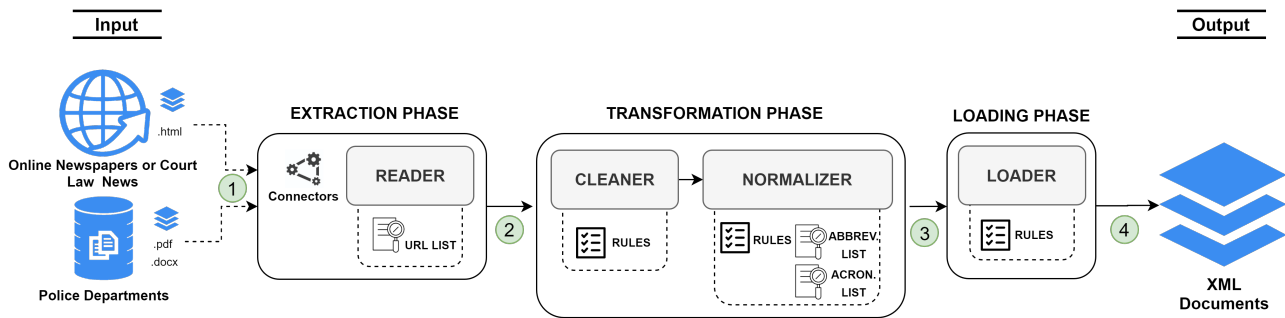 Input
Output
EXTRACTION PHASE
TRANSFORMATION PHASE
LOADING PHASE
.html
Online Newspapers or Court
Law News
.pdf
.docx
Police Departments
1
Connectors
READER
URL LIST
2
CLEANER
RULES
NORMALIZER
RULES
ABBREV.
LIST
ACRON.
LIST
3
LOADER
RULES
4
XML
Documents